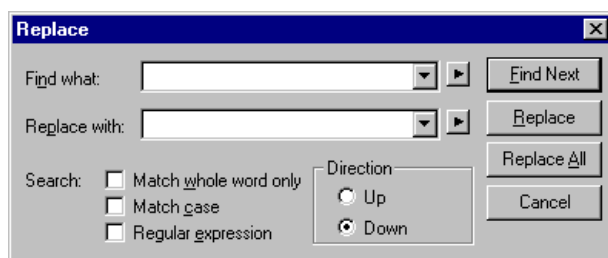 Replace
Find what:
Find Next
Replace with:
Replace
Replace All
Search:
Match whole word only
Match case
Regular expression
Direction
Up
Down
Cancel